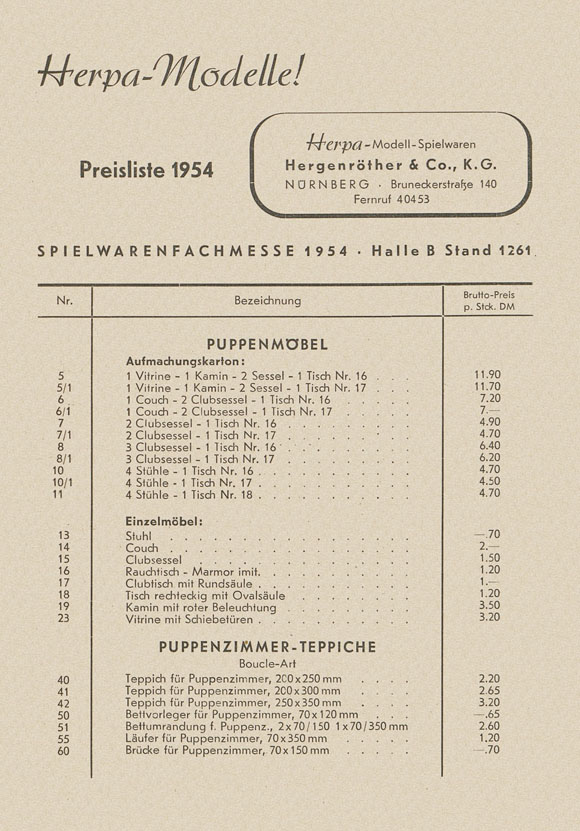 Herpa-Modelle!
Preisliste 1954
Herpa-Modell-Spielwaren
Hergenröther & Co., K.G.
NÜRNBERG · Bruneckerstraße 140
Fernruf 40453
SPIELWARENFACHMESSE 1954 · Halle B Stand 1261
Nr. Bezeichnung Brutto-Preis p. Stck. DM
PUPPENMÖBEL
Aufmachungskarton:
5 1 Vitrine - 1 Kamin - 2 Sessel - 1 Tisch Nr. 16 . . . 11.90
5/1 1 Vitrine - 1 Kamin - 2 Sessel - 1 Tisch Nr. 17 . . . 11.70
6 1 Couch - 2 Clubsessel - 1 Tisch Nr. 16 . . . . . 7.20
6/1 1 Couch - 2 Clubsessel - 1 Tisch Nr. 17 . . . . . 7.—
7 2 Clubsessel - 1 Tisch Nr. 16 . . . . . . . . 4.90
7/1 2 Clubsessel - 1 Tisch Nr. 17 . . . . . . . . 4.70
8 3 Clubsessel - 1 Tisch Nr. 16 . . . . . . . . 6.40
8/1 3 Clubsessel - 1 Tisch Nr. 17 . . . . . . . . 6.20
10 4 Stühle - 1 Tisch Nr. 16 . . . . . . . . . 4.70
10/1 4 Stühle - 1 Tisch Nr. 17 . . . . . . . . . 4.50
11 4 Stühle - 1 Tisch Nr. 18 . . . . . . . . . 4.70
Einzelmöbel:
13 Stuhl . . . . . . . . . . . . . —.70
14 Couch . . . . . . . . . . . . . 2.—
15 Clubsessel . . . . . . . . . . . . 1.50
16 Rauchtisch - Marmor imit. . . . . . . . . . 1.20
17 Clubtisch mit Rundsäule . . . . . . . . . 1.—
18 Tisch rechteckig mit Ovalsäule . . . . . . . 1.20
19 Kamin mit roter Beleuchtung . . . . . . . . 3.50
23 Vitrine mit Schiebetüren . . . . . . . . . 3.20
PUPPENZIMMER-TEPPICHE
Boucle-Art
40 Teppich für Puppenzimmer, 200x250 mm . . . . 2.20
41 Teppich für Puppenzimmer, 200x300 mm . . . . 2.65
42 Teppich für Puppenzimmer, 250x350 mm . . . . 3.20
50 Bettvorleger für Puppenzimmer, 70x120 mm . . . —.65
51 Bettumrandung f. Puppenz., 2x70/150 1x70/350 mm 2.60
55 Läufer für Puppenzimmer, 70x350 mm . . . . . 1.20
60 Brücke für Puppenzimmer, 70x150 mm . . . . . —.70